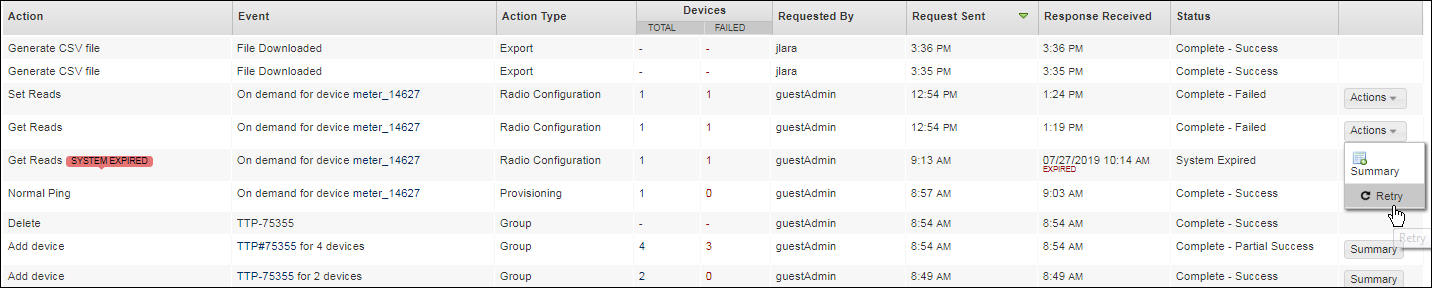 Action Event Action Type Devices Requested By Request Sent Response Received Status
TOTAL FAILED
Generate CSV file File Downloaded Export - - jlara 3:36 PM 3:36 PM Complete - Success
Generate CSV file File Downloaded Export - - jlara 3:35 PM 3:35 PM Complete - Success
Set Reads On demand for device meter_14627 Radio Configuration 1 1 guestAdmin 12:54 PM 1:24 PM Complete - Failed Actions
Get Reads On demand for device meter_14627 Radio Configuration 1 1 guestAdmin 12:54 PM 1:19 PM Complete - Failed Actions
Get Reads SYSTEM EXPIRED On demand for device meter_14627 Radio Configuration 1 1 guestAdmin 9:13 AM 07/27/2019 10:14 AM System Expired
EXPIRED
Summary
Normal Ping On demand for device meter_14627 Provisioning 1 0 guestAdmin 8:57 AM 9:03 AM Complete - Success
Retry
Delete TTP-75355 Group - - guestAdmin 8:54 AM 8:54 AM Complete - Success
Retry
Add device TTP#75355 for 4 devices Group 4 3 guestAdmin 8:54 AM 8:54 AM Complete - Partial Success Summary
Add device TTP-75355 for 2 devices Group 2 0 guestAdmin 8:49 AM 8:49 AM Complete - Success Summary